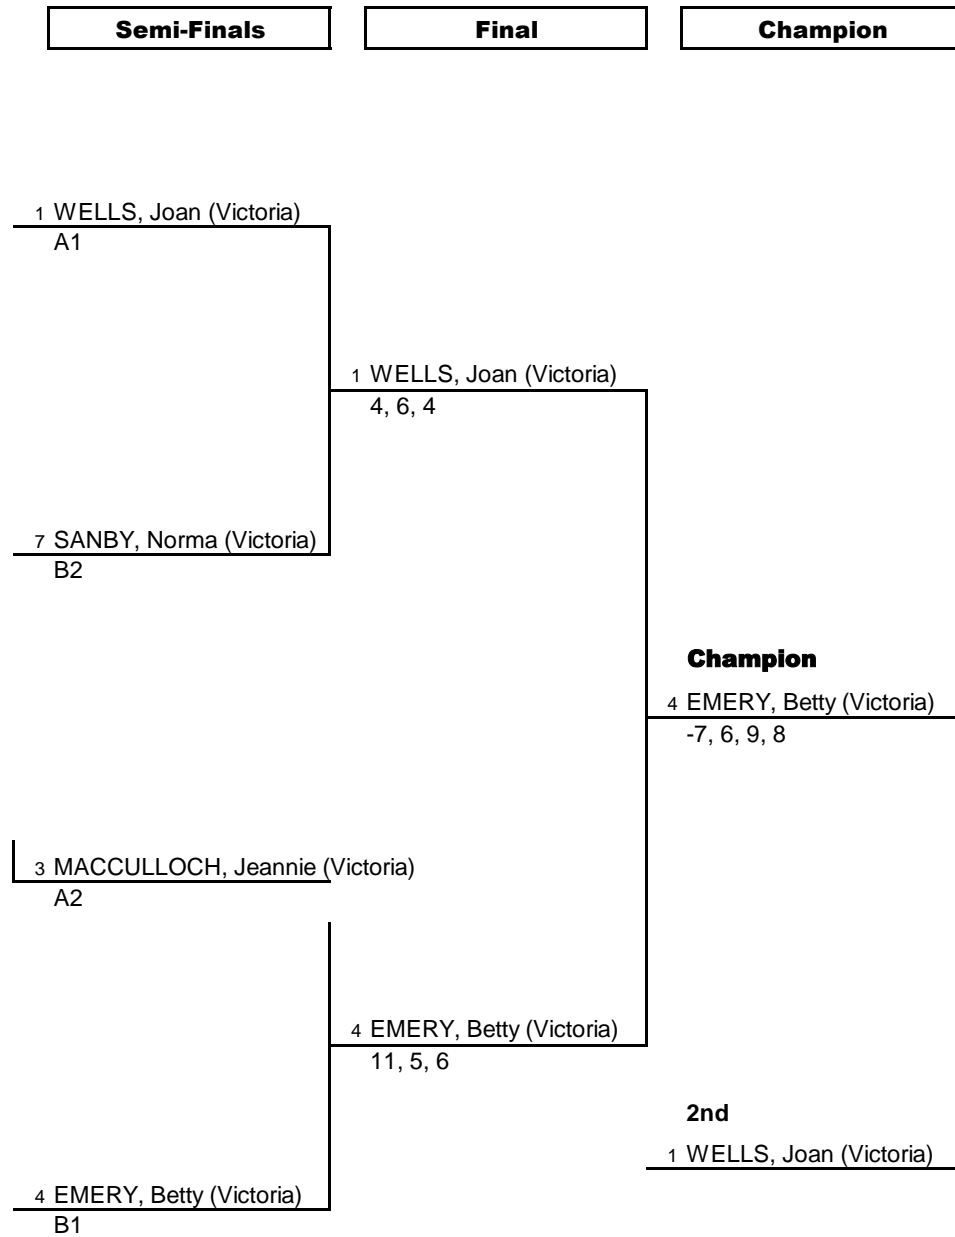 Semi-Finals Final Champion
1 WELLS, Joan (Victoria)
A1
1 WELLS, Joan (Victoria)
4, 6, 4
7 SANBY, Norma (Victoria)
B2
Champion
4 EMERY, Betty (Victoria)
-7, 6, 9, 8
3 MACCULLOCH, Jeannie (Victoria)
A2
4 EMERY, Betty (Victoria)
11, 5, 6
2nd
1 WELLS, Joan (Victoria)
4 EMERY, Betty (Victoria)
B1